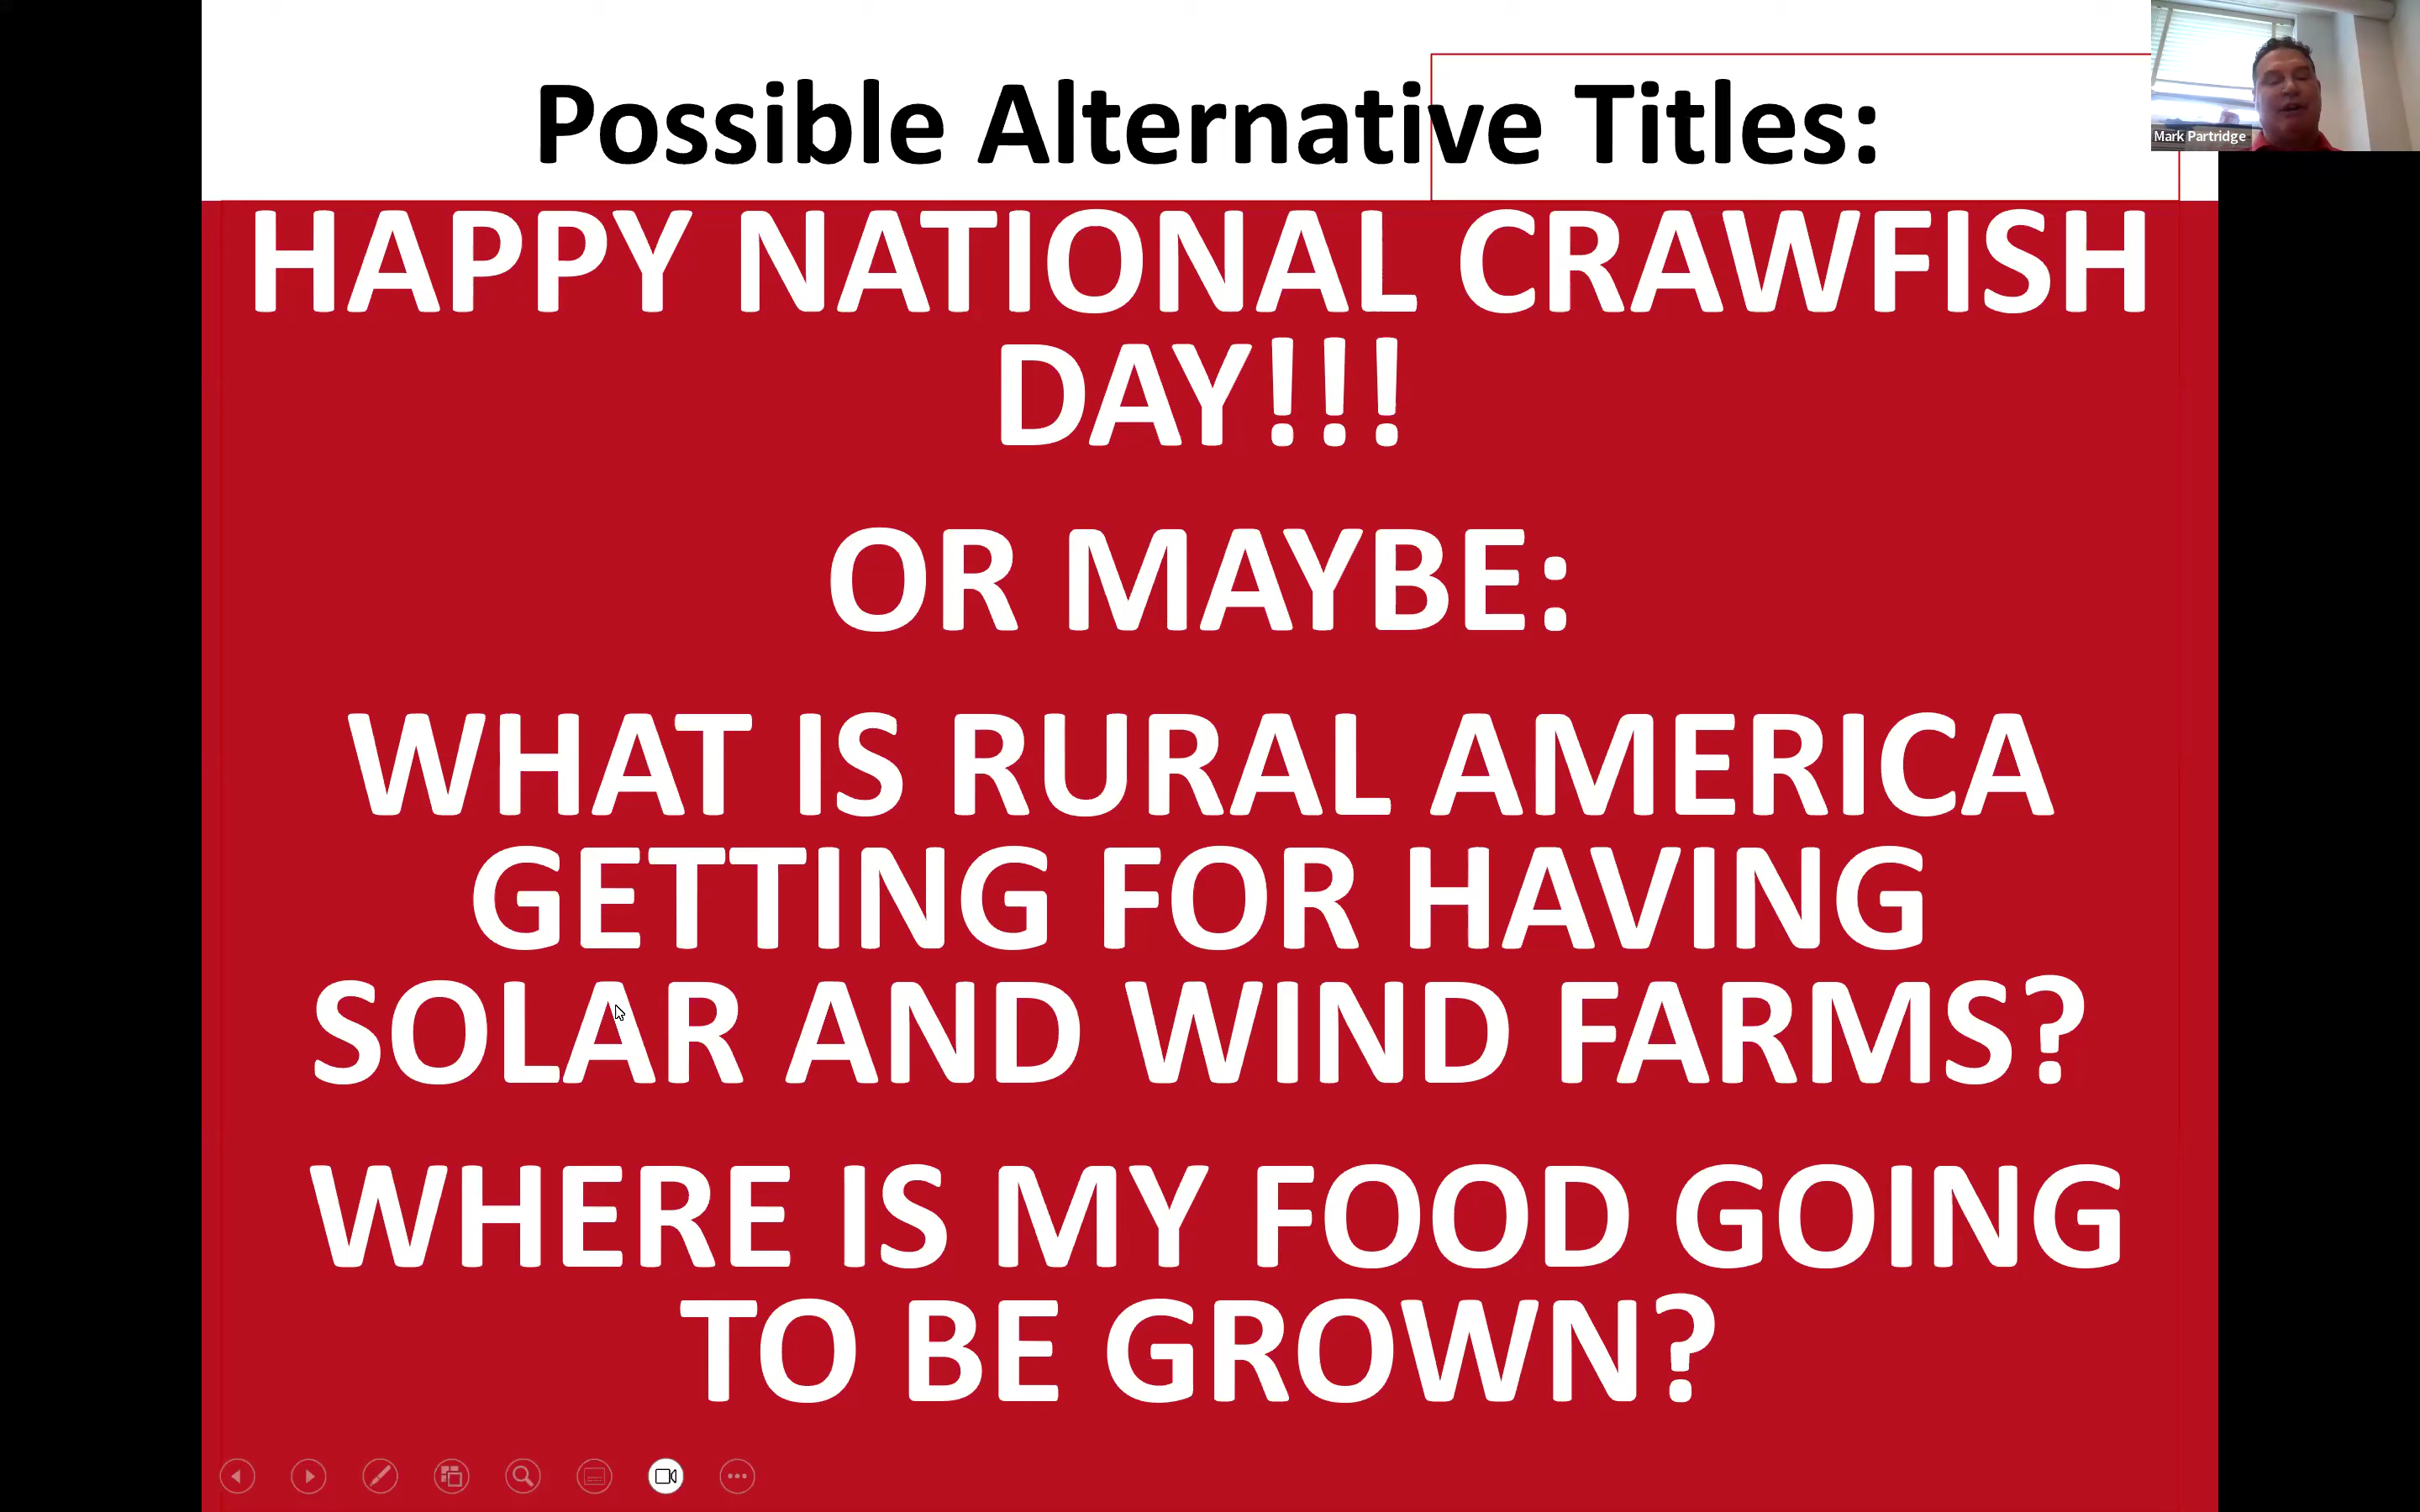 Possible Alternative Titles:
Mark Partridge
HAPPY NATIONAL CRAWFISH
DAY!!!
OR MAYBE:
WHAT IS RURAL AMERICA
GETTING FOR HAVING
SOLAR AND WIND FARMS?
WHERE IS MY FOOD GOING
TO BE GROWN?